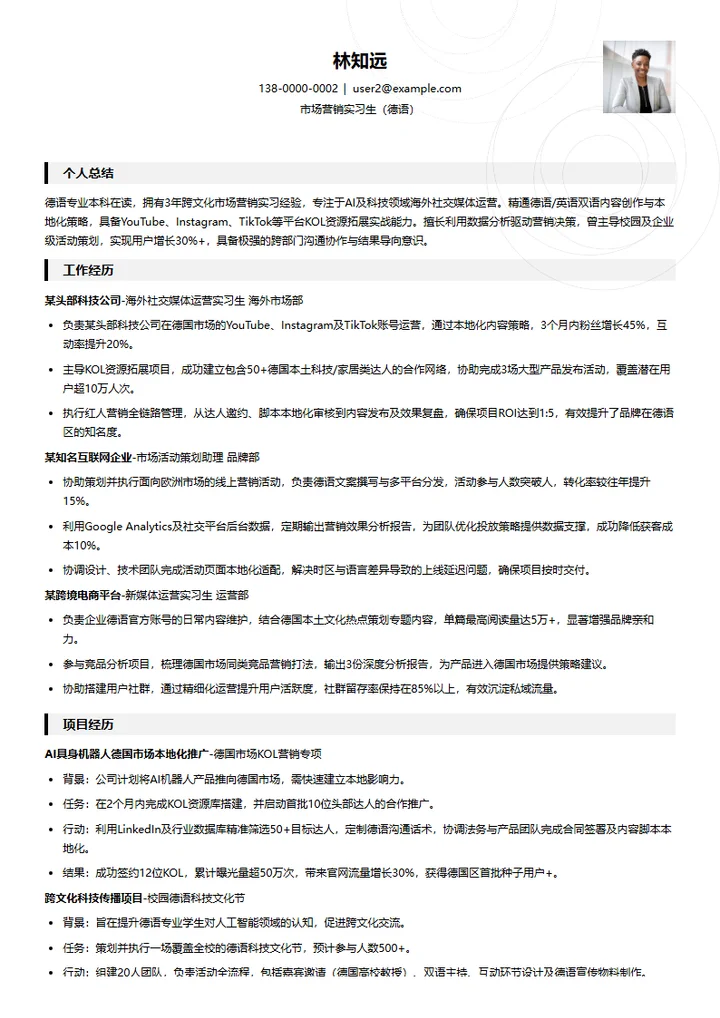 林知远
138-0000-0002 | user2@example.com
市场营销实习生（德语）
个人总结
德语专业本科在读，拥有3年跨文化市场营销实习经验，专注于AI及科技领域海外社交媒体运营。精通德语/英语双语内容创作与本
地化策略，具备YouTube、Instagram、TikTok等平台KOL资源拓展实战能力。擅长利用数据分析驱动营销决策，曾主导校园及企业
级活动策划，实现用户增长30%+，具备极强的跨部门沟通协作与结果导向意识。
工作经历
某头部科技公司-海外社交媒体运营实习生 海外市场部
• 负责某头部科技公司在德国市场的YouTube、Instagram及TikTok账号运营，通过本地化内容策略，3个月内粉丝增长45%，互
动率提升20%。
• 主导KOL资源拓展项目，成功建立包含50+德国本土科技/家居类达人的合作网络，协助完成3场大型产品发布活动，覆盖潜在用
户超10万人次。
• 执行红人营销全链路管理，从达人邀约、脚本本地化审核到内容发布及效果复盘，确保项目ROI达到1:5，有效提升了品牌在德语
区的知名度。
某知名互联网企业-市场活动策划助理 品牌部
• 协助策划并执行面向欧洲市场的线上营销活动，负责德语文案撰写与多平台分发，活动参与人数突破人，转化率较往年提升
15%。
• 利用Google Analytics及社交平台后台数据，定期输出营销效果分析报告，为团队优化投放策略提供数据支撑，成功降低获客成
本10%。
• 协调设计、技术团队完成活动页面本地化适配，解决时区与语言差异导致的上线延迟问题，确保项目按时交付。
某跨境电商平台-新媒体运营实习生 运营部
• 负责企业德语官方账号的日常内容维护，结合德国本土文化热点策划专题内容，单篇最高阅读量达5万+，显著增强品牌亲和
力。
• 参与竞品分析项目，梳理德国市场同类竞品营销打法，输出3份深度分析报告，为产品进入德国市场提供策略建议。
• 协助搭建用户社群，通过精细化运营提升用户活跃度，社群留存率保持在85%以上，有效沉淀私域流量。
项目经历
AI具身机器人德国市场本地化推广-德国市场KOL营销专项
• 背景：公司计划将AI机器人产品推向德国市场，需快速建立本地影响力。
• 任务：在2个月内完成KOL资源库搭建，并启动首批10位头部达人的合作推广。
• 行动：利用LinkedIn及行业数据库精准筛选50+目标达人，定制德语沟通话术，协调法务与产品团队完成合同签署及内容脚本本
地化。
• 结果：成功签约12位KOL，累计曝光量超50万次，带来官网流量增长30%，获得德国区首批种子用户+。
跨文化科技传播项目-校园德语科技文化节
• 背景：旨在提升德语专业学生对人工智能领域的认知，促进跨文化交流。
• 任务：策划并执行一场覆盖全校的德语科技文化节，预计参与人数500+。
• 行动：组建20人团队，负责活动全流程，包括嘉宾邀请（德国高校教授）、双语主持、互动环节设计及德语宣传物料制作。